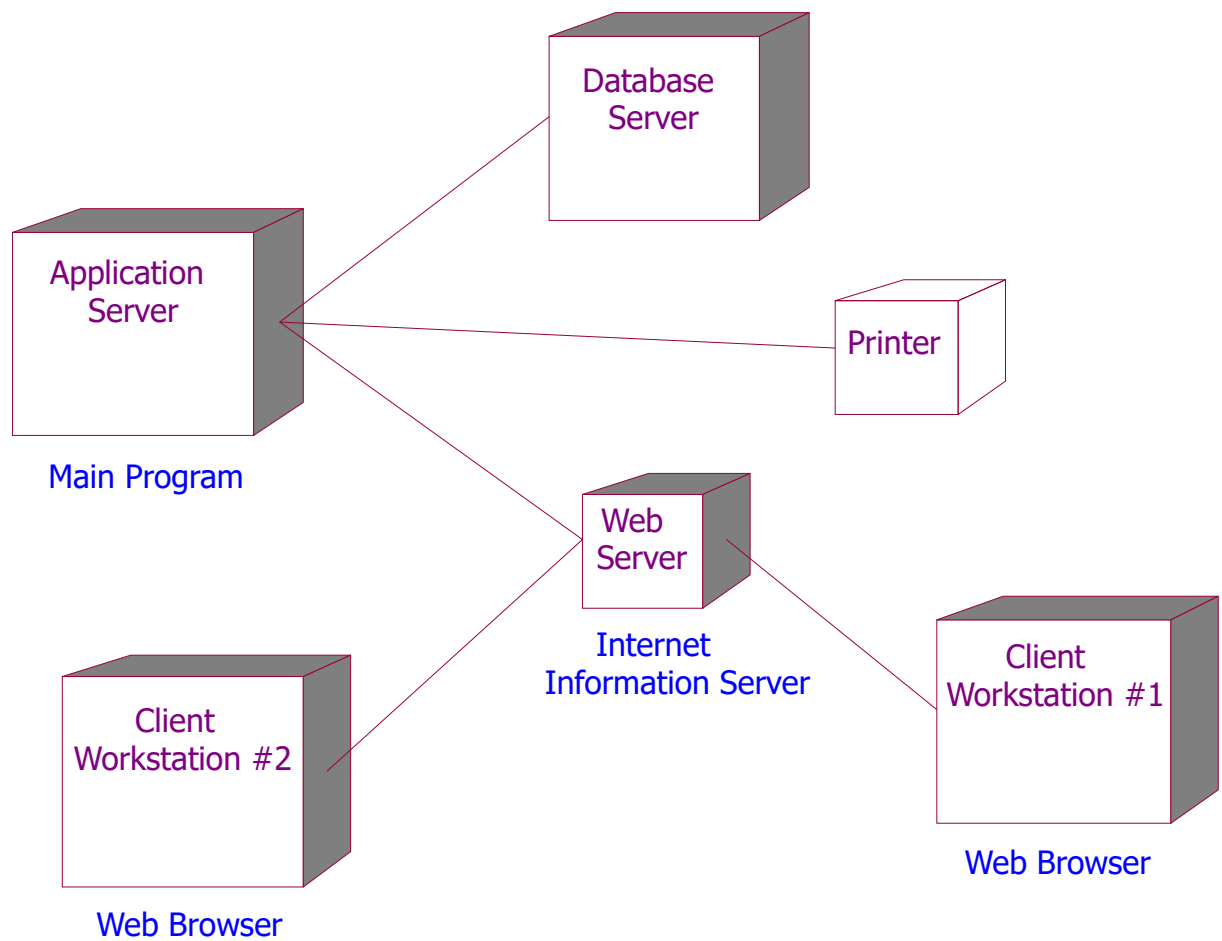 Database
Server
Application
Server
Printer
Main Program
Web
Server
Internet
Information Server
Client
Workstation #1
Client
Workstation #2
Web Browser
Web Browser